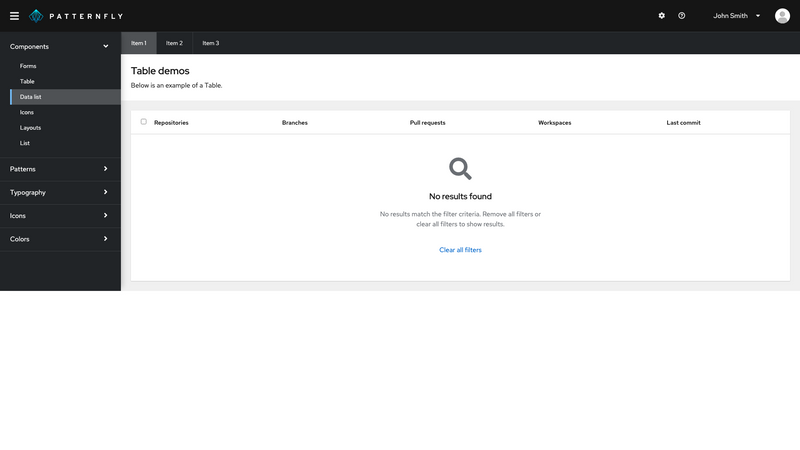 PATTERNFLY
John Smith
Components
Forms
Table
Data list
Icons
Layouts
List
Patterns
Typography
Icons
Colors
Item 1 Item 2 Item 3
Table demos
Below is an example of a Table.
Repositories Branches Pull requests Workspaces Last commit
No results found
No results match the filter criteria. Remove all filters or
clear all filters to show results.
Clear all filters